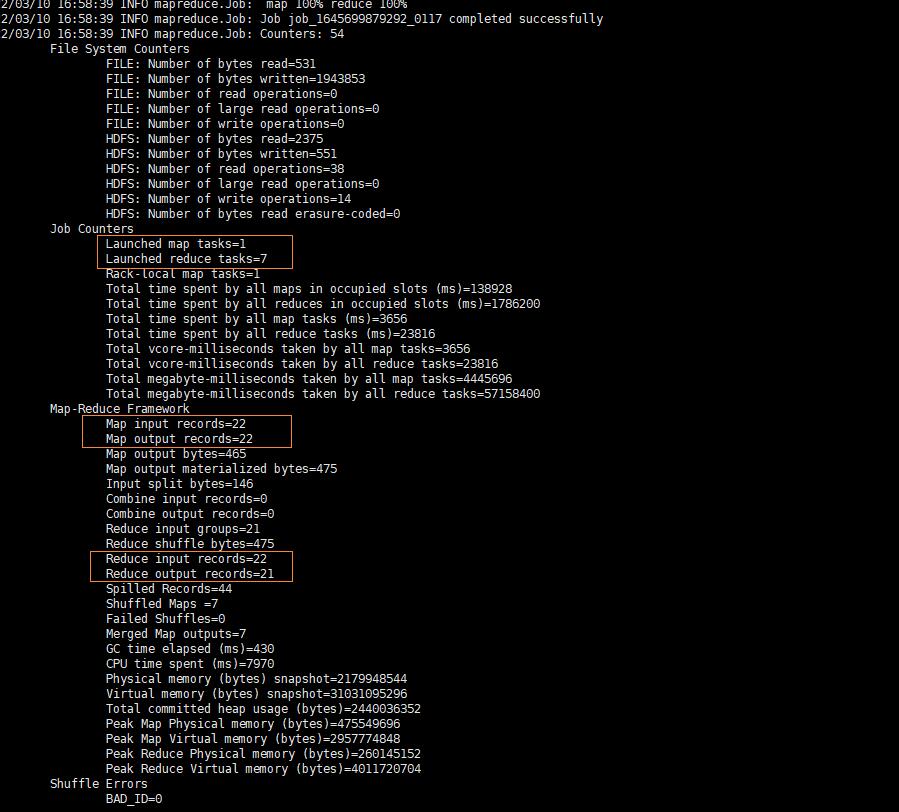 2/03/10 16:58:39 INFO mapreduce.Job:  map 100% reduce 100%
2/03/10 16:58:39 INFO mapreduce.Job: Job job_1645699879292_0117 completed successfully
2/03/10 16:58:39 INFO mapreduce.Job: Counters: 54
File System Counters
FILE: Number of bytes read=531
FILE: Number of bytes written=1943853
FILE: Number of read operations=0
FILE: Number of large read operations=0
FILE: Number of write operations=0
HDFS: Number of bytes read=2375
HDFS: Number of bytes written=551
HDFS: Number of read operations=38
HDFS: Number of large read operations=0
HDFS: Number of write operations=14
HDFS: Number of bytes read erasure-coded=0
Job Counters
Launched map tasks=1
Launched reduce tasks=7
Rack-local map tasks=1
Total time spent by all maps in occupied slots (ms)=138928
Total time spent by all reduces in occupied slots (ms)=1786200
Total time spent by all map tasks (ms)=3656
Total time spent by all reduce tasks (ms)=23816
Total vcore-milliseconds taken by all map tasks=3656
Total vcore-milliseconds taken by all reduce tasks=23816
Total megabyte-milliseconds taken by all map tasks=4445696
Total megabyte-milliseconds taken by all reduce tasks=57158400
Map-Reduce Framework
Map input records=22
Map output records=22
Map output bytes=465
Map output materialized bytes=475
Input split bytes=146
Combine input records=0
Combine output records=0
Reduce input groups=21
Reduce shuffle bytes=475
Reduce input records=22
Reduce output records=21
Spilled Records=44
Shuffled Maps =7
Failed Shuffles=0
Merged Map outputs=7
GC time elapsed (ms)=430
CPU time spent (ms)=7970
Physical memory (bytes) snapshot=2179948544
Virtual memory (bytes) snapshot=31031095296
Total committed heap usage (bytes)=2440036352
Peak Map Physical memory (bytes)=475549696
Peak Map Virtual memory (bytes)=2957774848
Peak Reduce Physical memory (bytes)=260145152
Peak Reduce Virtual memory (bytes)=4011720704
Shuffle Errors
BAD_ID=0